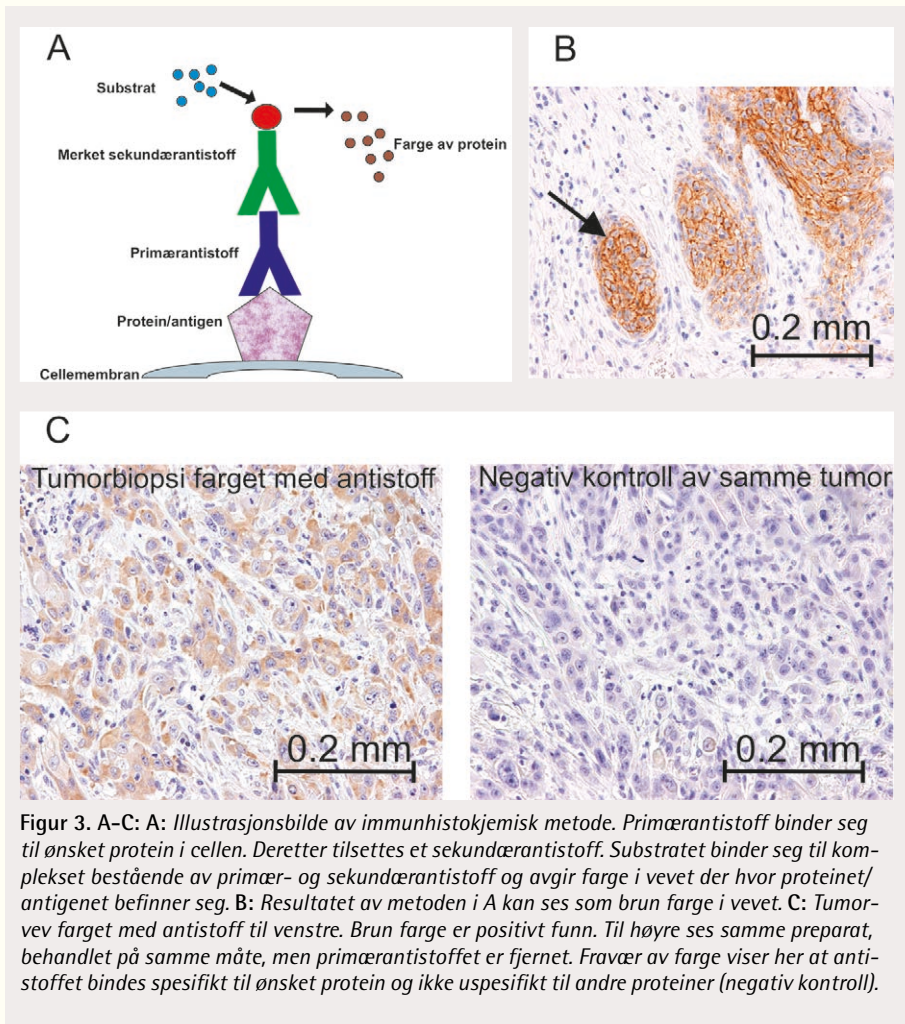 A
Substrat
Merket sekundærantistoff
Farge av protein
Primærantistoff
Protein/antigen
Cellemembran
B
0.2 mm
C
Tumorbiopsi farget med antistoff
0.2 mm
Negativ kontroll av samme tumor
0.2 mm
Figur 3. A-C: A: Illustrasjonsbilde av immunhistokjemisk metode. Primærantistoff binder seg
til ønsket protein i cellen. Deretter tilsettes et sekundærantistoff. Substratet binder seg til kom-
plekset bestående av primær- og sekundærantistoff og avgir farge i vevet der hvor proteinet/
antigenet befinner seg. B: Resultatet av metoden i A kan ses som brun farge i vevet. C: Tumor-
vev farget med antistoff til venstre. Brun farge er positivt funn. Til høyre ses samme preparat,
behandlet på samme måte, men primærantistoffet er fjernet. Fravær av farge viser her at anti-
stoffet bindes spesifikt til ønsket protein og ikke uspesifikt til andre proteiner (negativ kontroll).